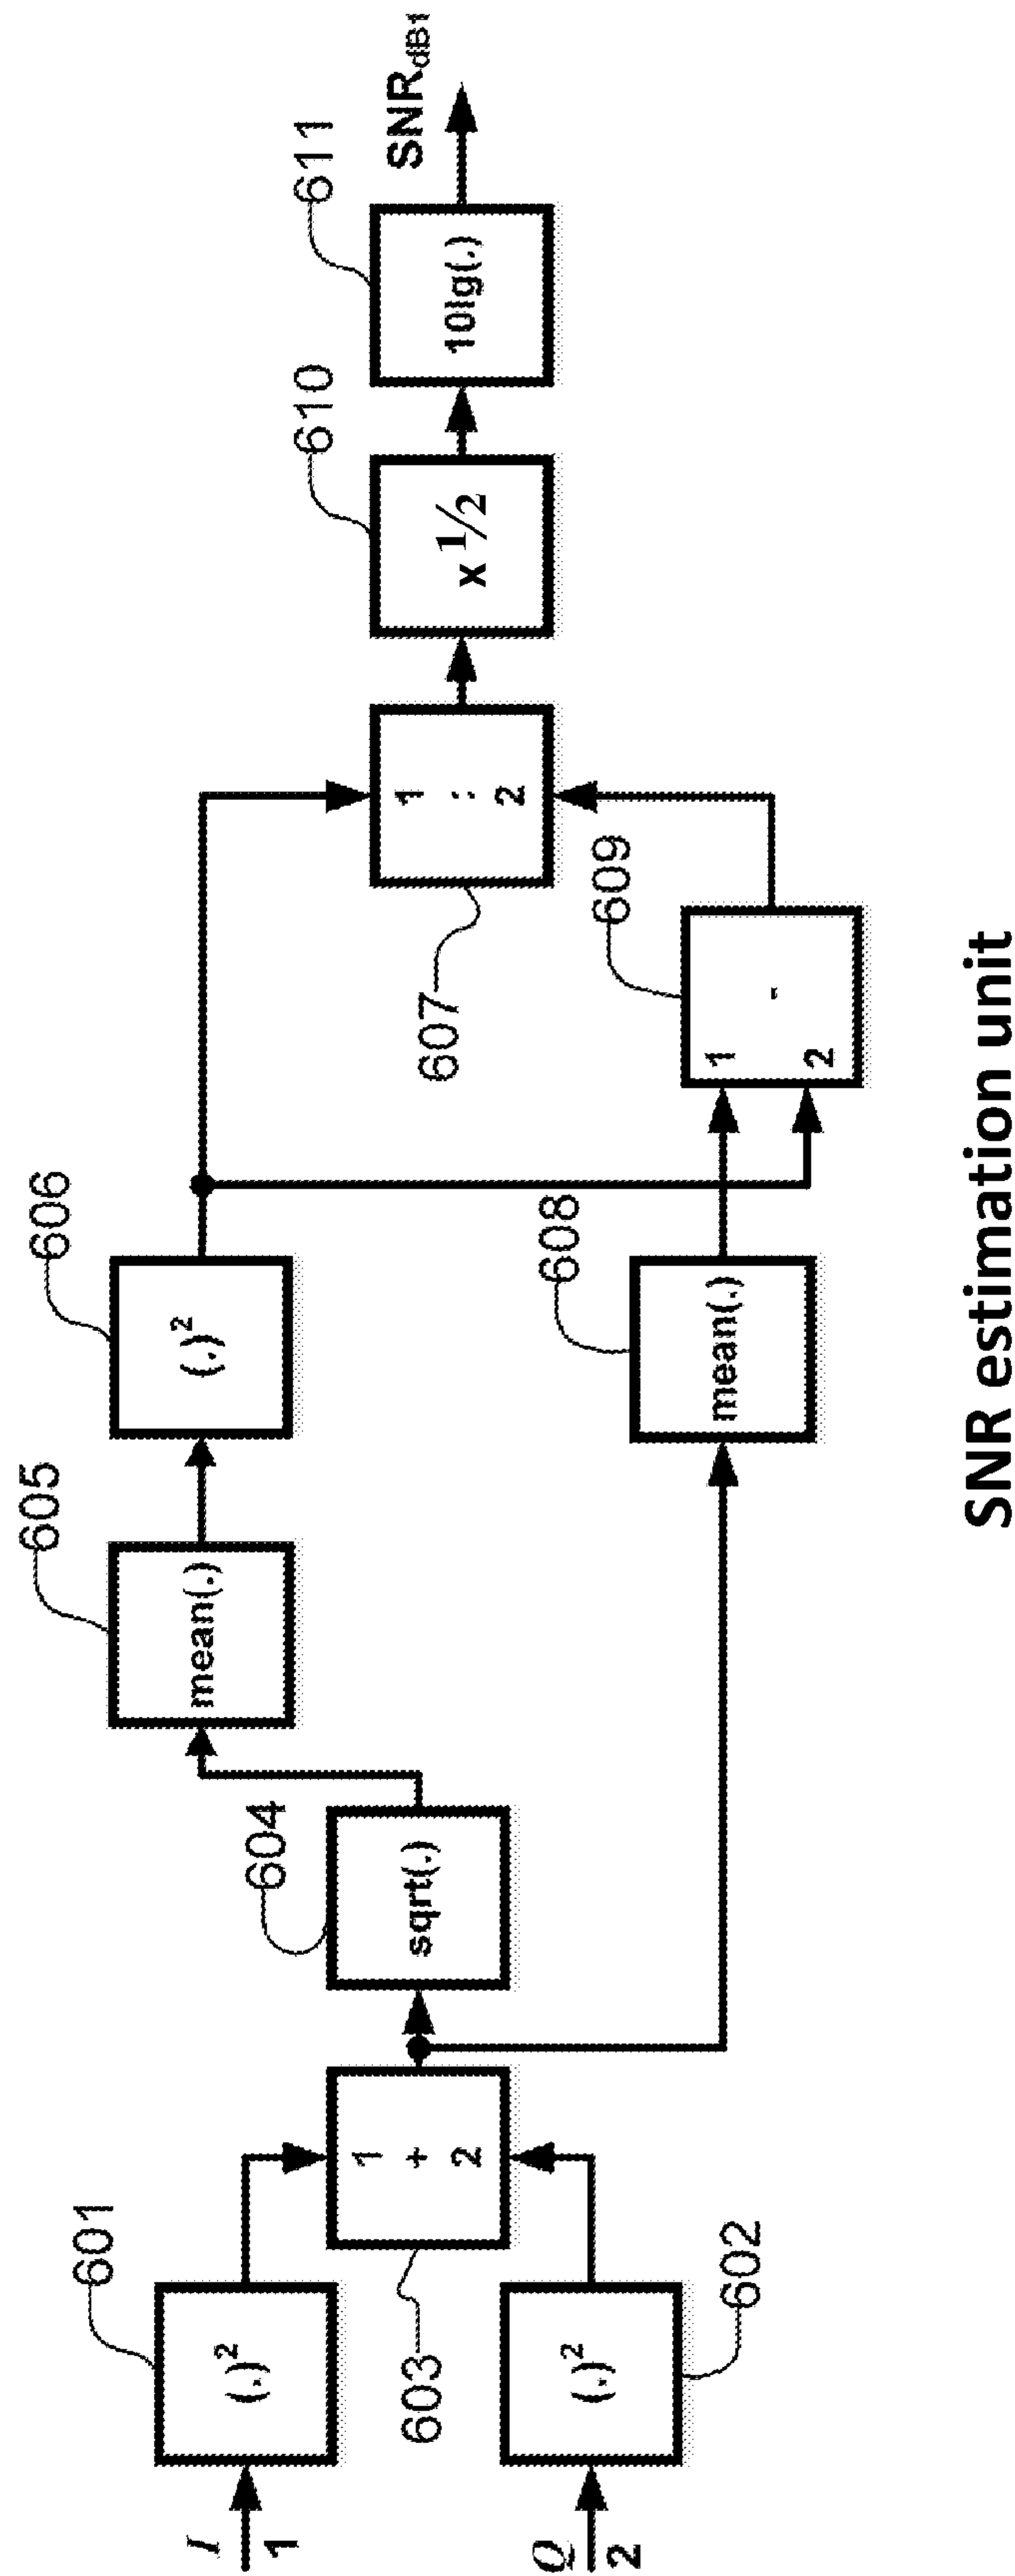 I
1
Q
2
601
(.)²
602
(.)²
603
1
+
2
604
sqrt(.)
605
mean(.)
606
(.)²
608
mean(.)
609
1
-
2
607
1
:
2
610
x ½
611
10lg(.)
SNRdB1
SNR estimation unit